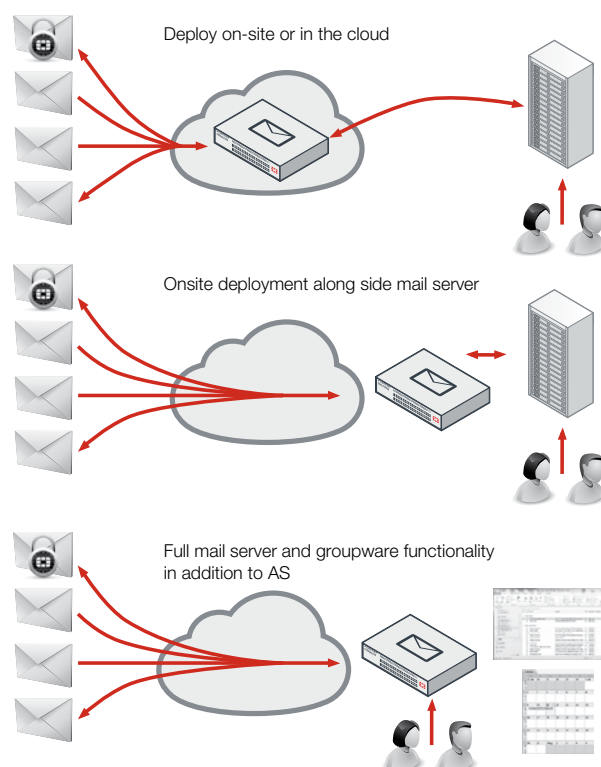 Deploy on-site or in the cloud
Onsite deployment along side mail server
Full mail server and groupware functionality
in addition to AS